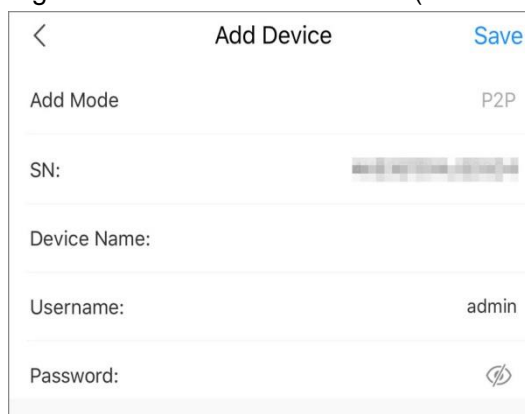 Add Device
Save
Add Mode
P2P
SN:
Device Name:
Username:
admin
Password: